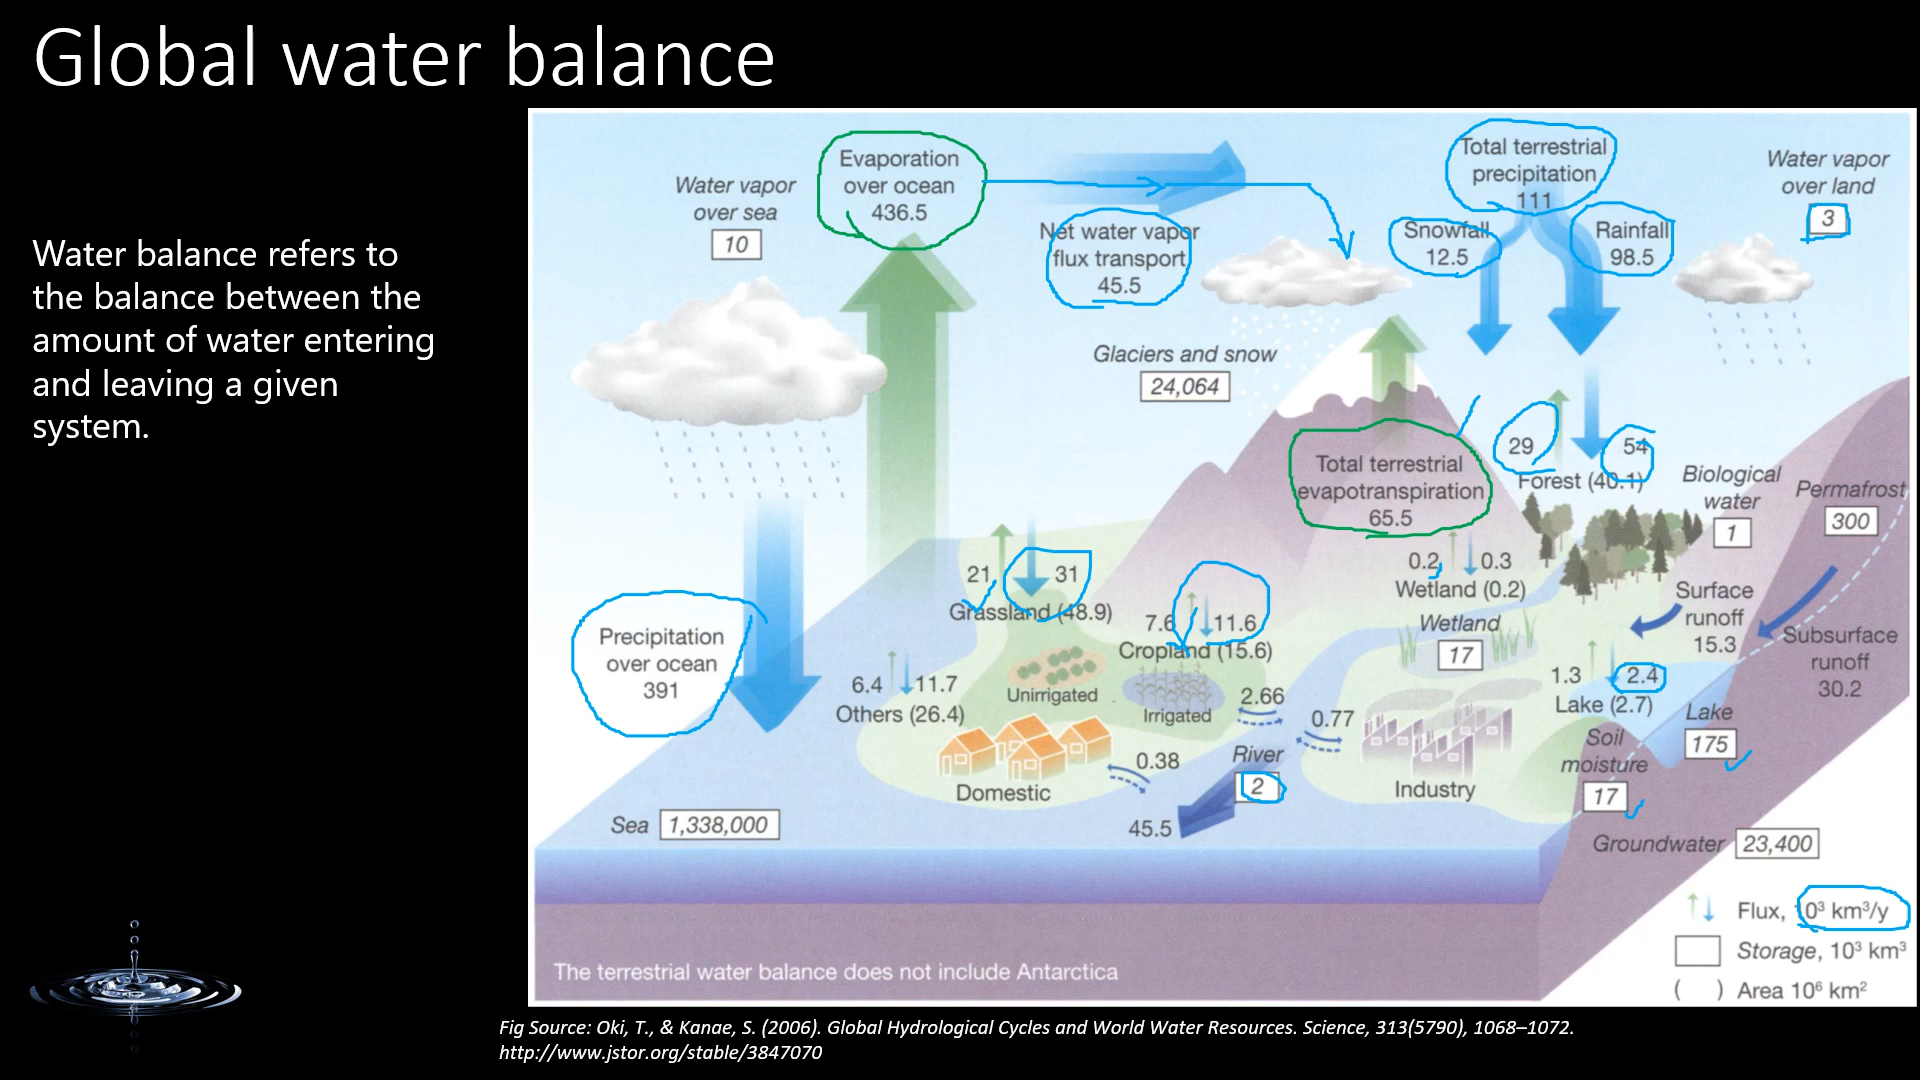 Global water balance
Water balance refers to
the balance between the
amount of water entering
and leaving a given
system.
Water vapor
over sea
10
Evaporation
over ocean
436.5
Net water vapor
flux transport
45.5
Total terrestrial
precipitation
111
Snowfall
12.5
Rainfall
98.5
Water vapor
over land
3
Glaciers and snow
24,064
Total terrestrial
evapotranspiration
65.5
29
54
Forest (40.1)
Biological
water
1
Permafrost
300
Precipitation
over ocean
391
21
31
Grassland (48.9)
7.6
11.6
Cropland (15.6)
0.2
0.3
Wetland (0.2)
Wetland
17
Surface
runoff
15.3
Subsurface
runoff
30.2
6.4
11.7
Others (26.4)
Unirrigated
Irrigated
2.66
0.77
1.3
2.4
Lake (2.7)
Lake
175
Soil
moisture
17
Domestic
0.38
River
2
Industry
45.5
Sea 1,338,000
Groundwater 23,400
Flux, 10³ km³/y
Storage, 10³ km³
( ) Area 10⁶ km²
The terrestrial water balance does not include Antarctica
Fig Source: Oki, T., & Kanae, S. (2006). Global Hydrological Cycles and World Water Resources. Science, 313(5790), 1068–1072.
http://www.jstor.org/stable/3847070